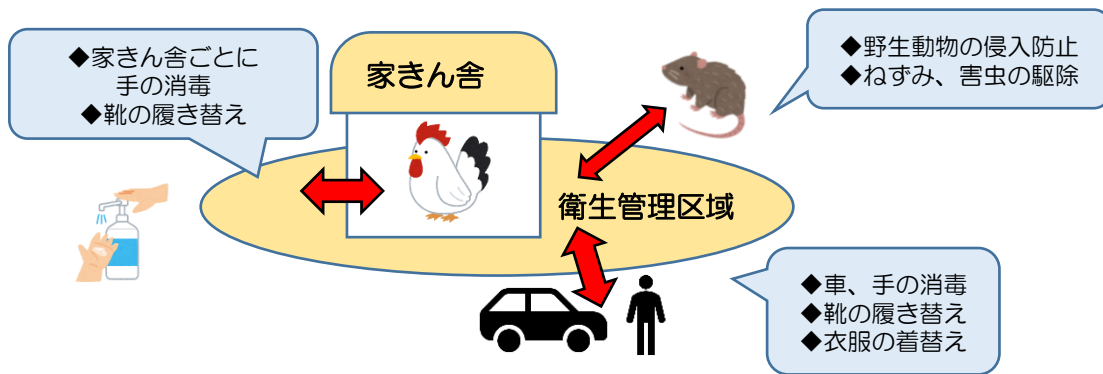 ◆家きん舎ごとに
手の消毒
◆靴の履き替え
家きん舎
◆野生動物の侵入防止
◆ねずみ、害虫の駆除
衛生管理区域
◆車、手の消毒
◆靴の履き替え
◆衣服の着替え